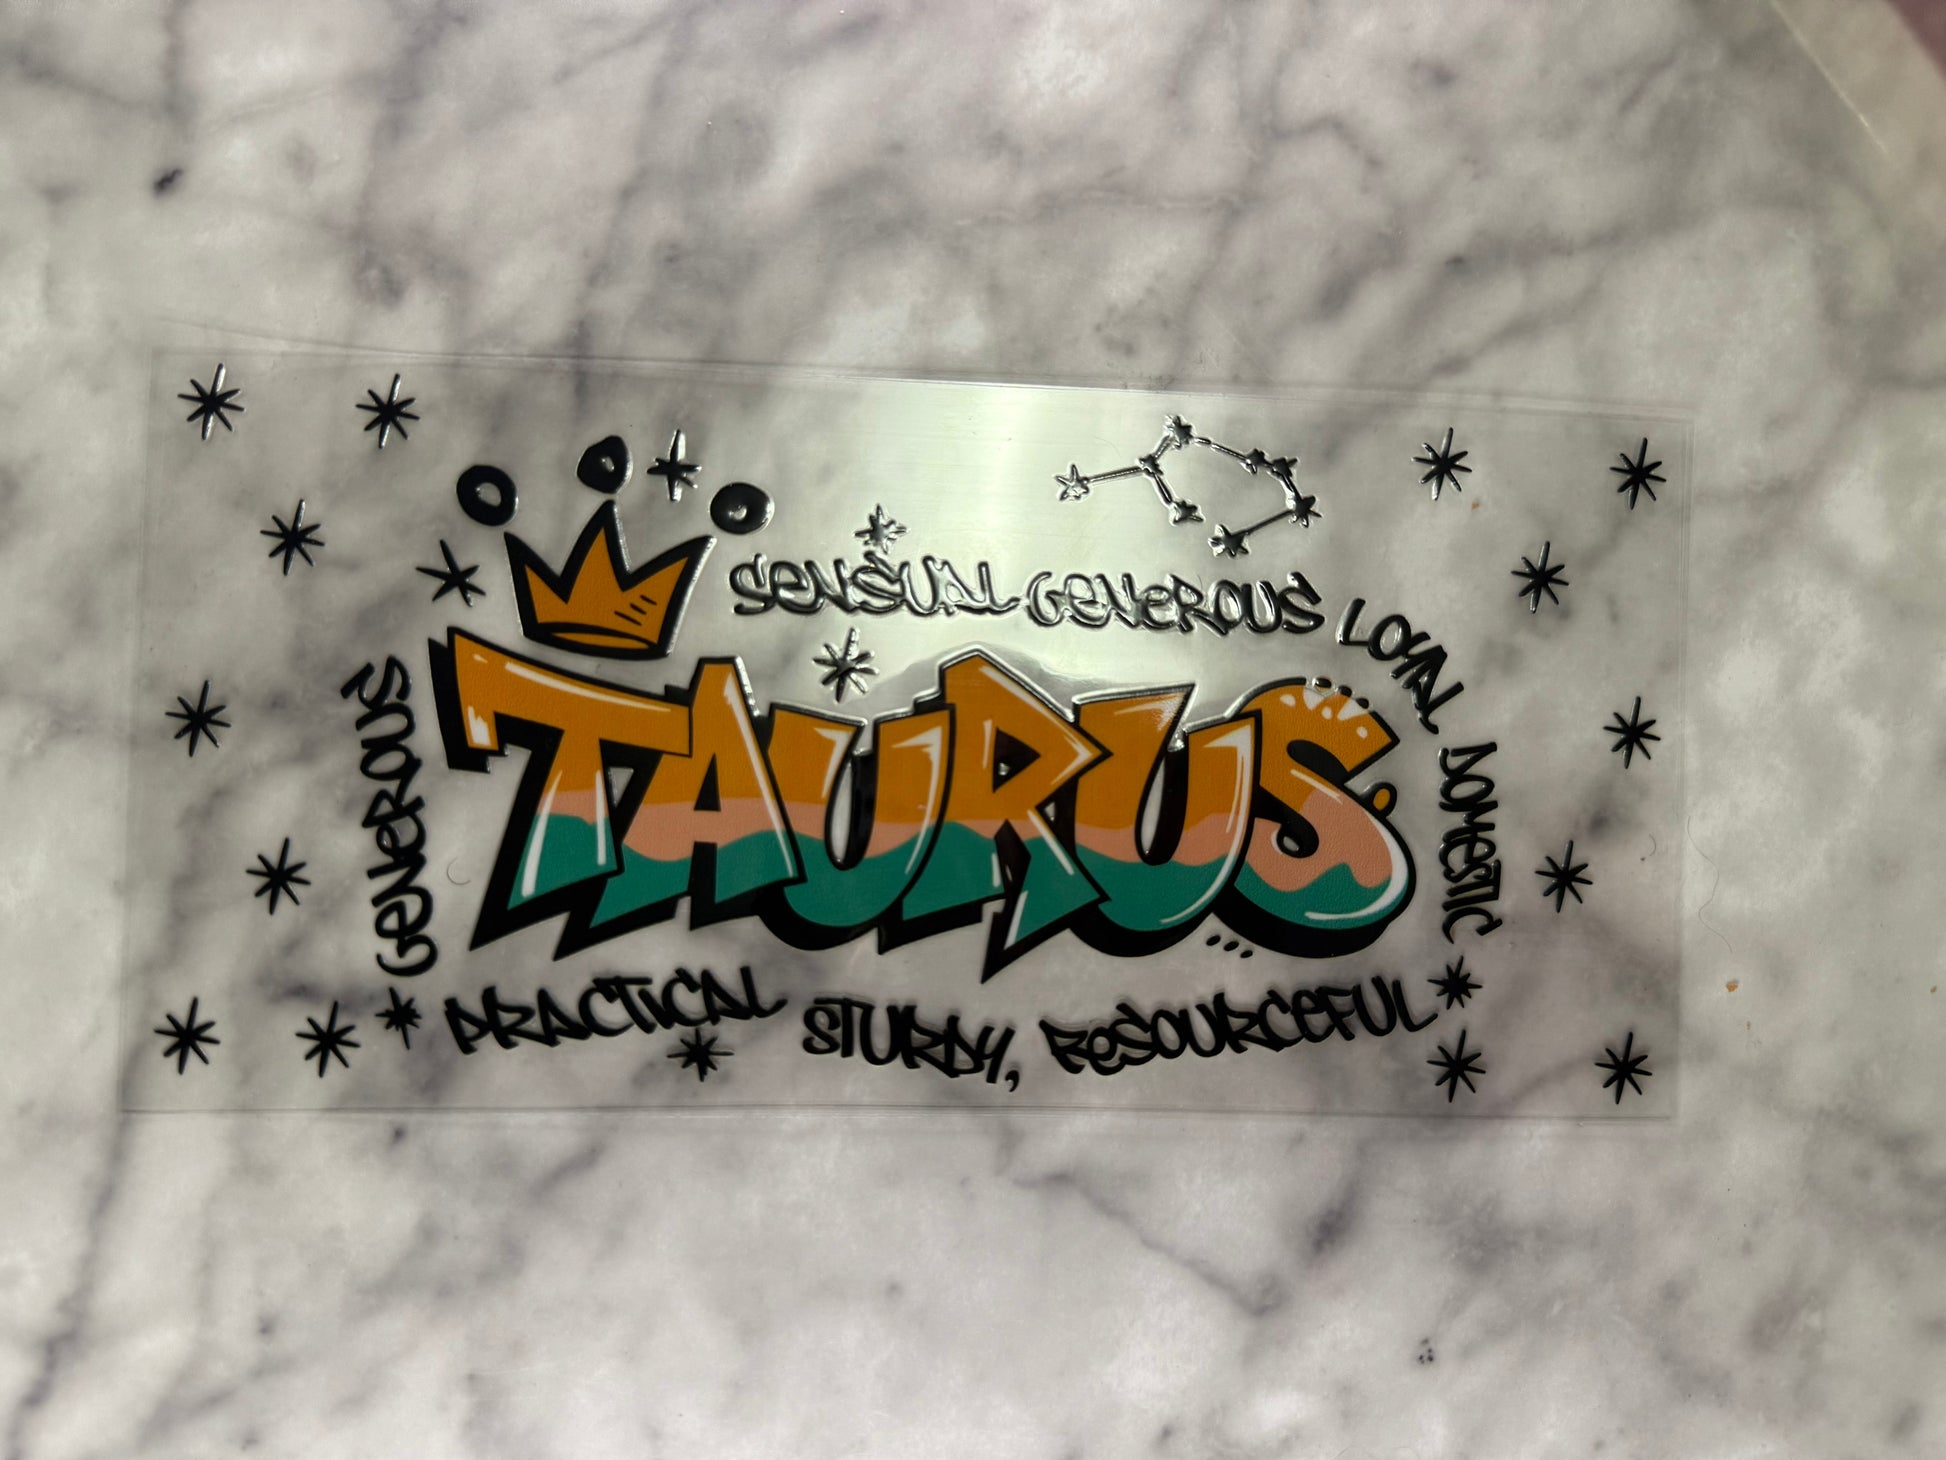 SENSUAL GENEROUS LOYAL DOMESTIC
GENEROUS
TAURUS
PRACTICAL STURDY, RESOURCEFUL